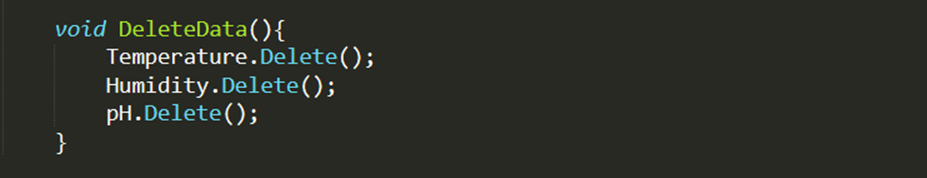 void DeleteData(){
Temperature.Delete();
Humidity.Delete();
pH.Delete();
}